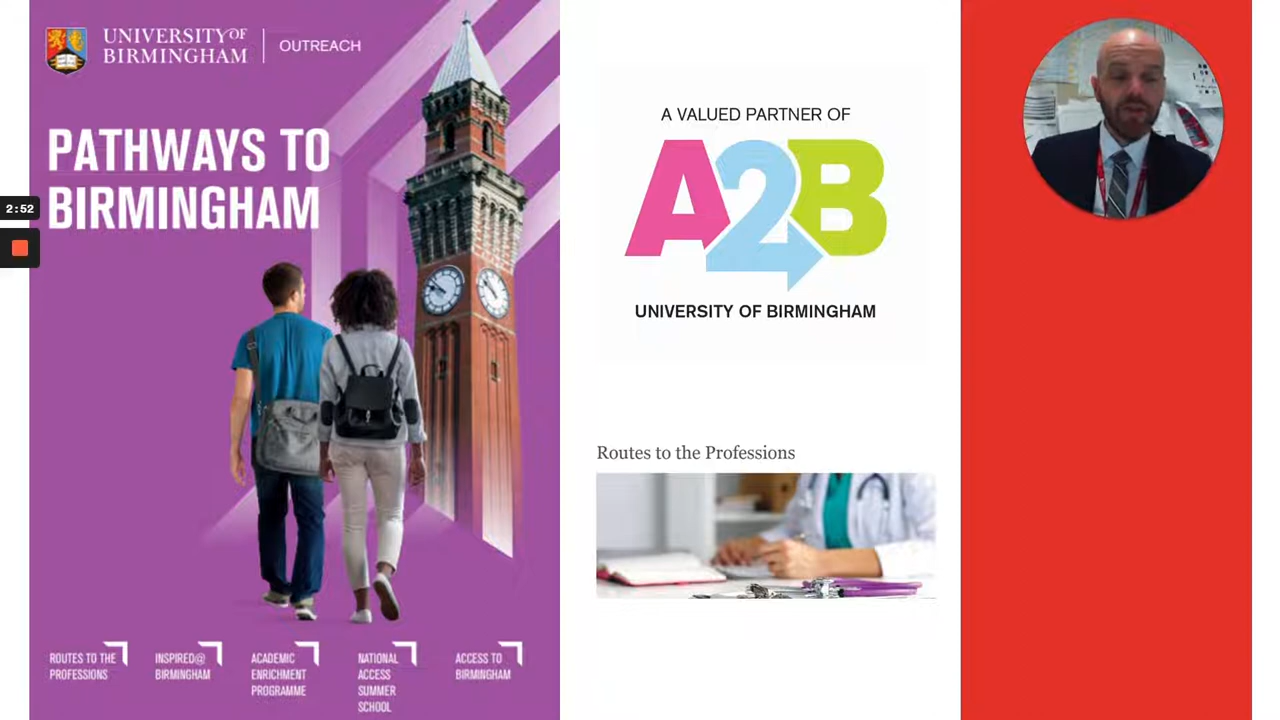 UNIVERSITY OF
BIRMINGHAM
OUTREACH
PATHWAYS TO
BIRMINGHAM
2:52
ROUTES TO THE
PROFESSIONS
INSPIRED@
BIRMINGHAM
ACADEMIC
ENRICHMENT
PROGRAMME
NATIONAL
ACCESS
SUMMER
SCHOOL
ACCESS TO
BIRMINGHAM
A VALUED PARTNER OF
A2B
UNIVERSITY OF BIRMINGHAM
Routes to the Professions